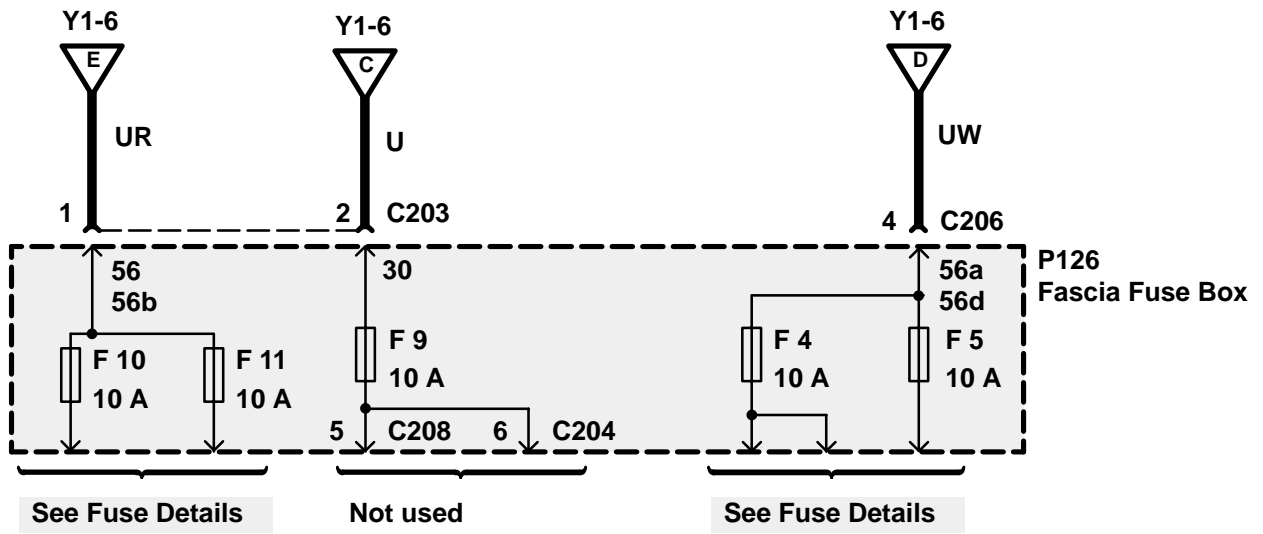 Y1-6 Y1-6 Y1-6
E C D
UR U UW
1 2 C203 4 C206
56 30 56a P126
56b 56d Fascia Fuse Box
F 10 F 11 F 9 F 4 F 5
10 A 10 A 10 A 10 A 10 A
5 C208 6 C204
See Fuse Details Not used See Fuse Details